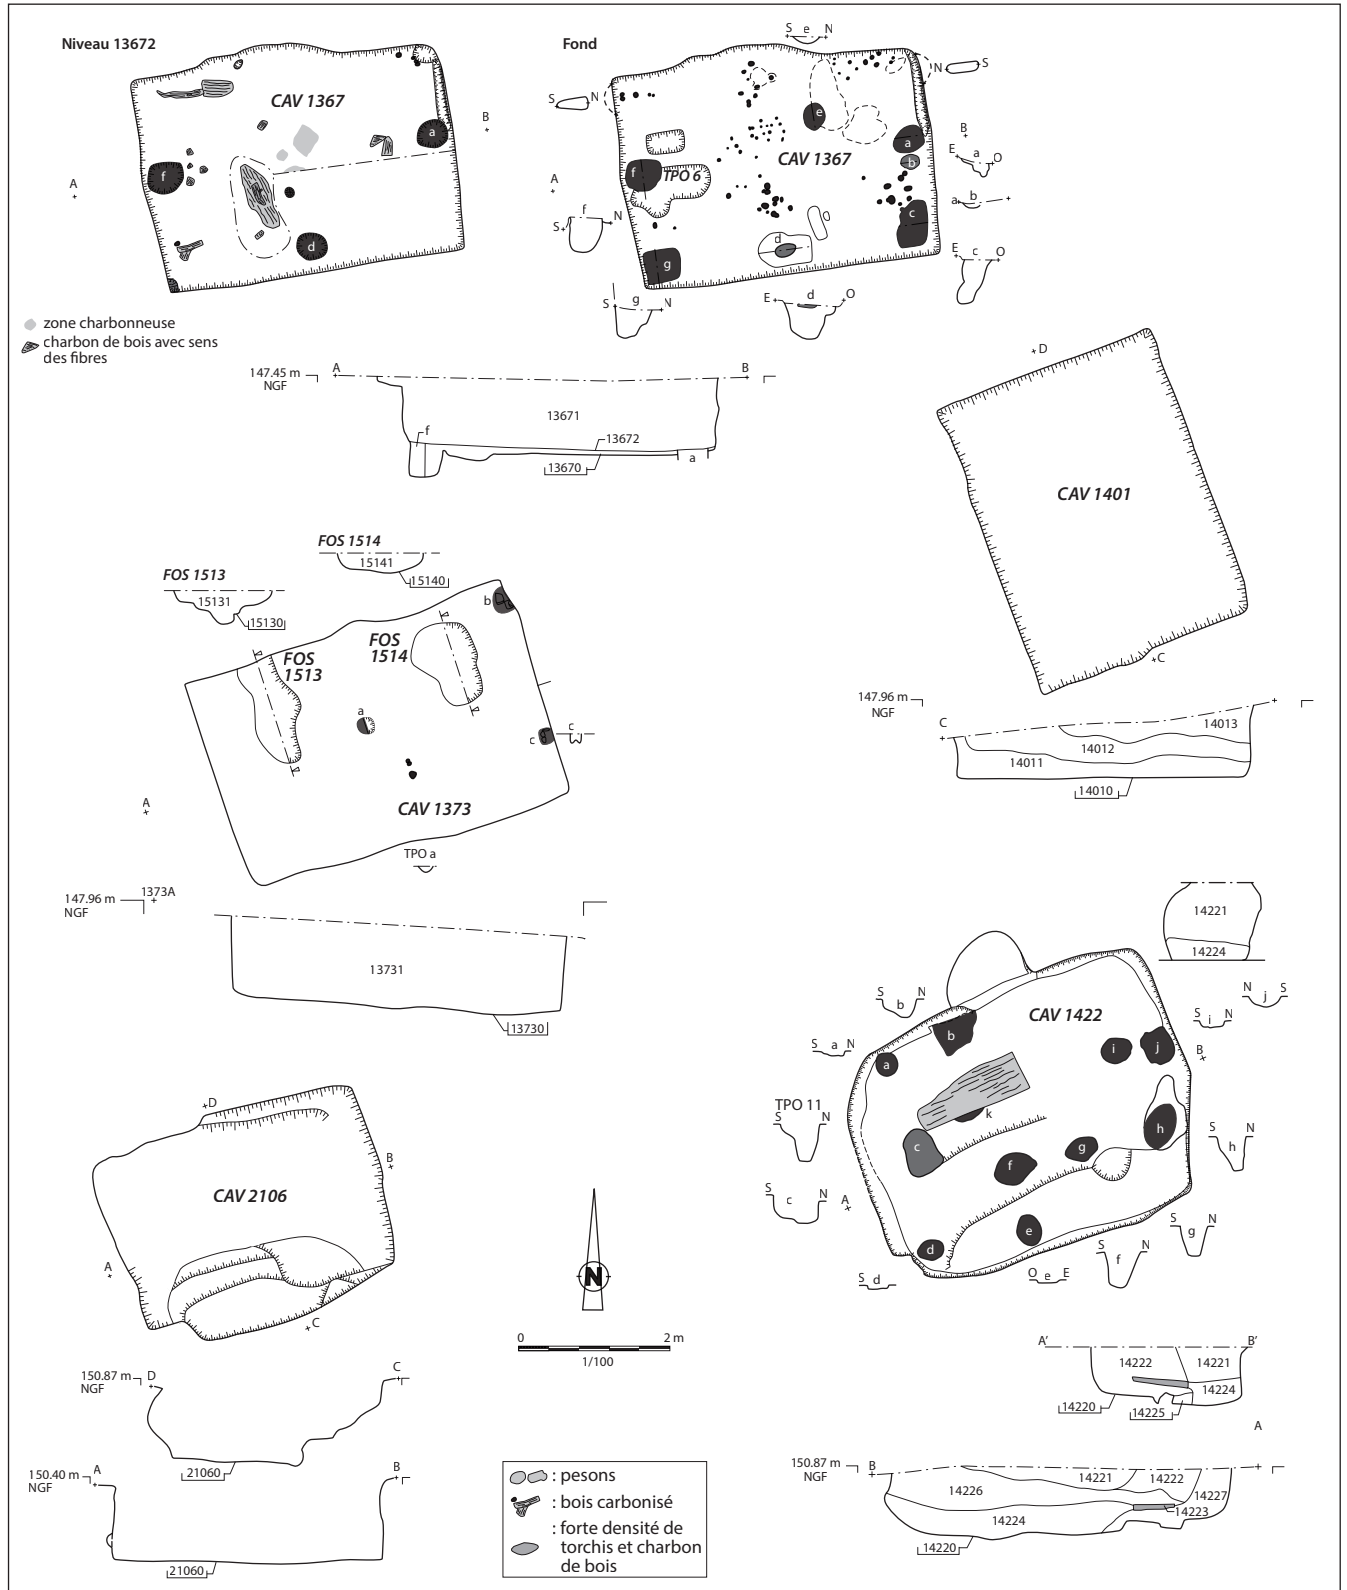 Niveau 13672
Fond
CAV 1367
a
f
d
A
B
CAV 1367
TPO 6
e
a
b
c
d
f
g
A
B
S e N
N S
S N
E a O
a b
E c O
E d O
S g N
f
S N
zone charbonneuse
charbon de bois avec sens
des fibres
147.45 m
NGF
A
B
13671
f
13672
13670
a
D
CAV 1401
C
147.96 m
NGF
C
14013
14012
14011
14010
FOS 1514
15141
15140
FOS 1513
15131
15130
b
FOS
1514
FOS
1513
a
c
c
A
CAV 1373
TPO a
147.96 m
NGF
1373A
13731
13730
14221
14224
CAV 1422
S b N
N j S
S i N
S a N
TPO 11
S N
S c N
S d
O e E
S f N
S g N
S h N
a
b
i
j
k
c
f
g
h
d
e
A
B
D
B
CAV 2106
A
C
N
0 2 m
1/100
150.87 m
NGF
D
C
21060
150.40 m
NGF
A
B
21060
: pesons
: bois carbonisé
: forte densité de
torchis et charbon
de bois
A'
B'
14222
14221
14224
14220
14225
A
150.87 m
NGF
B
14226
14221
14222
14227
14223
14224
14220